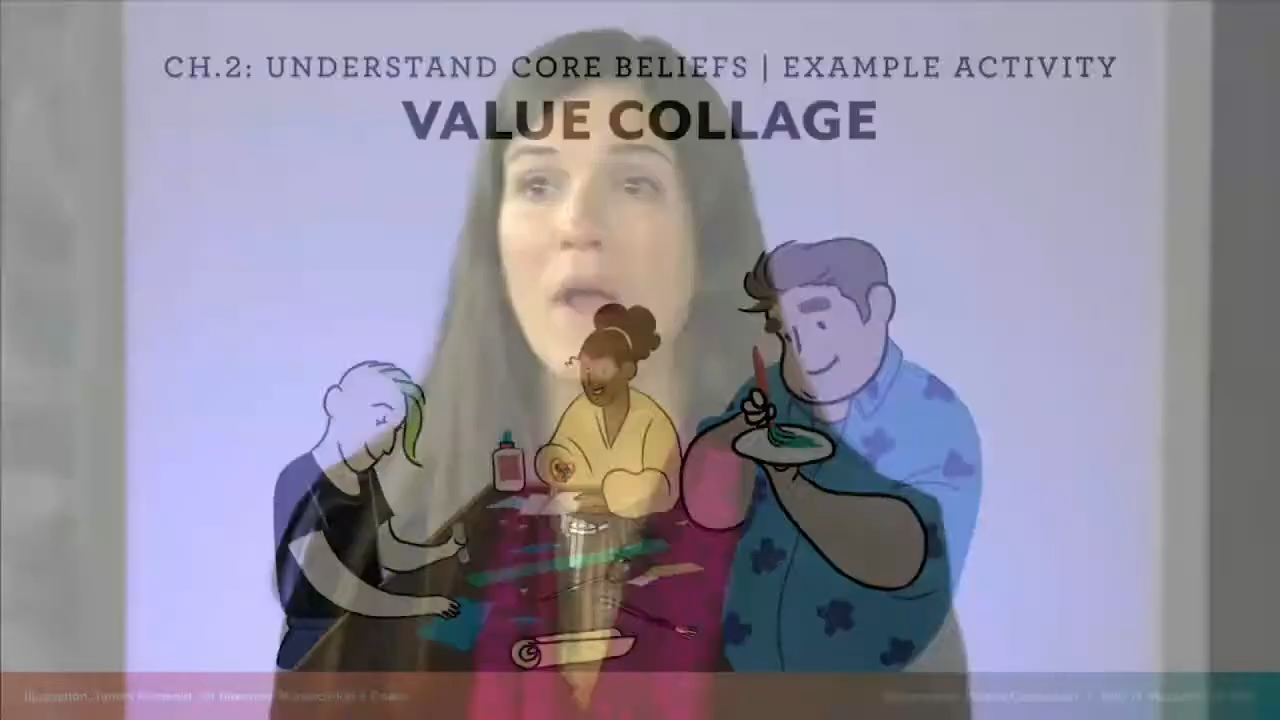 CH.2: UNDERSTAND CORE BELIEFS | EXAMPLE ACTIVITY
VALUE COLLAGE